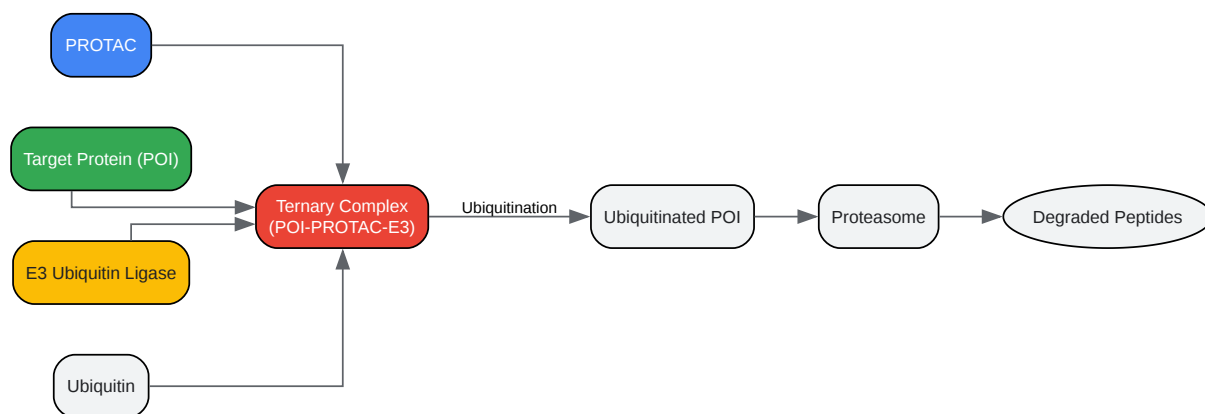 PROTAC
Target Protein (POI)
E3 Ubiquitin Ligase
Ubiquitin
Ternary Complex
(POI-PROTAC-E3)
Ubiquitination
Ubiquitinated POI
Proteasome
Degraded Peptides